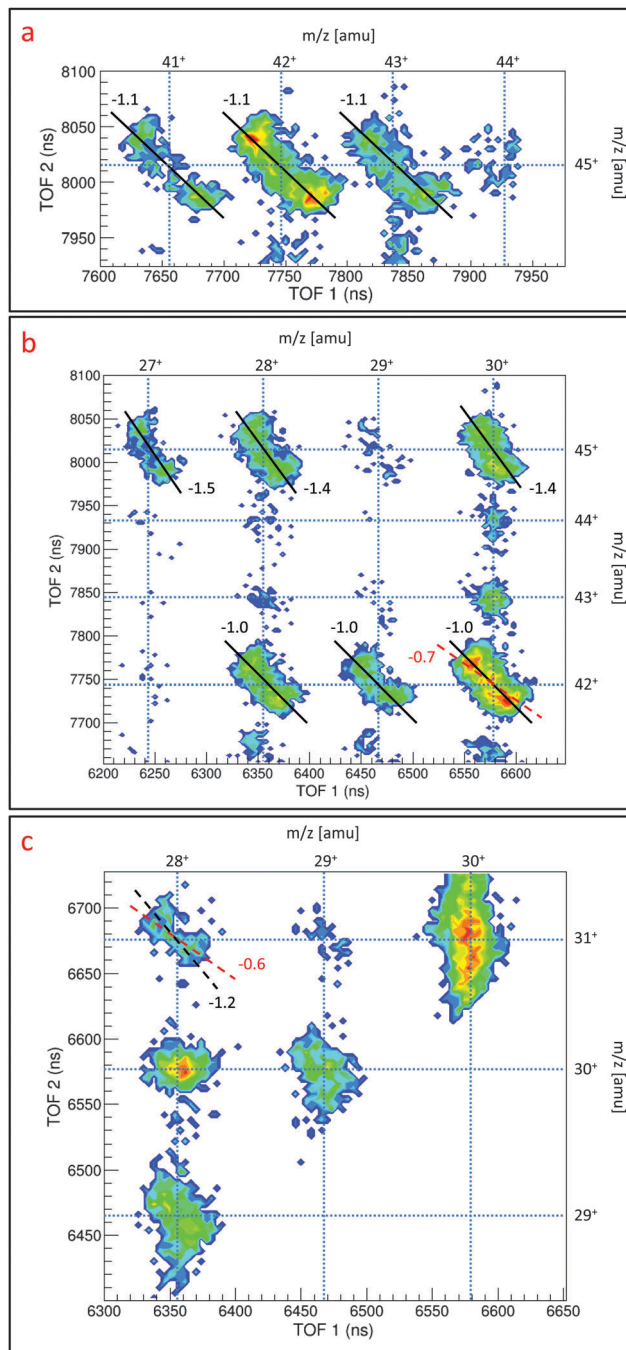 a
m/z [amu]
41⁺ 42⁺ 43⁺ 44⁺
8100
8050
8000
7950
TOF 2 (ns)
-1.1 -1.1 -1.1
45⁺
m/z [amu]
7600 7650 7700 7750 7800 7850 7900 7950
TOF 1 (ns)
b
m/z [amu]
27⁺ 28⁺ 29⁺ 30⁺
8100
8050
8000
7950
7900
7850
7800
7750
7700
TOF 2 (ns)
-1.5 -1.4 -1.4
-1.0 -1.0 -1.0
-0.7
45⁺
44⁺
43⁺
42⁺
m/z [amu]
6200 6250 6300 6350 6400 6450 6500 6550 6600
TOF 1 (ns)
c
m/z [amu]
28⁺ 29⁺ 30⁺
6700
6650
6600
6550
6500
6450
TOF 2 (ns)
-0.6
-1.2
31⁺
30⁺
29⁺
m/z [amu]
6300 6350 6400 6450 6500 6550 6600 6650
TOF 1 (ns)